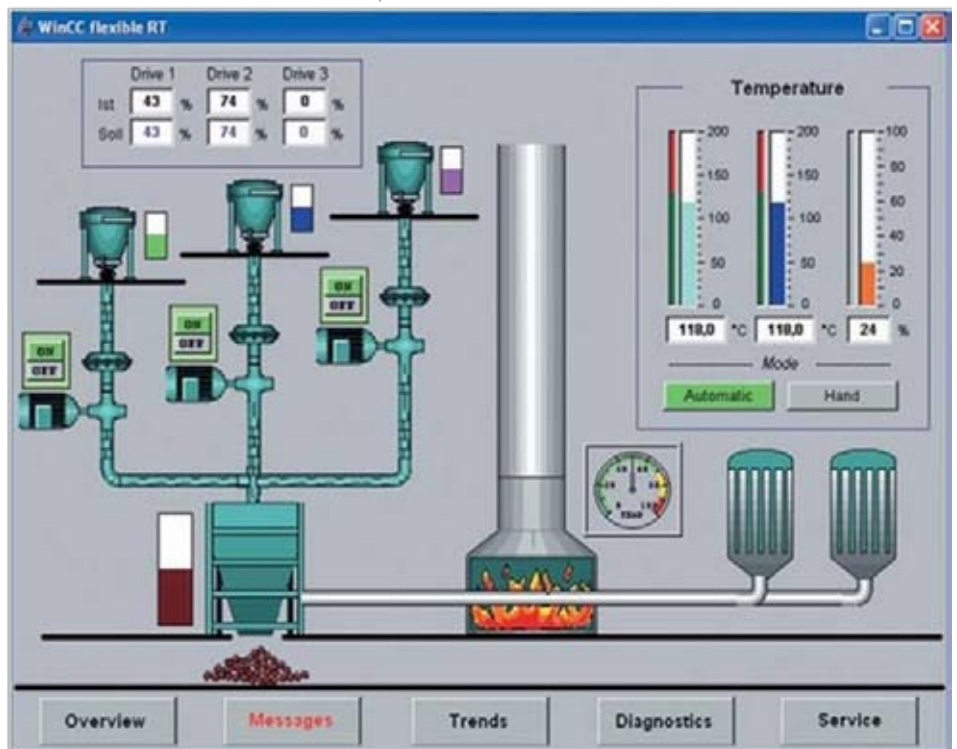 WinCC flexible RT
Drive 1 Drive 2 Drive 3
Ist 43 % 74 % 0 %
Soll 43 % 74 % 0 %
Temperature
200 200 100
80
150 150
60
100 100
40
50 50
20
0 0 0
118,0 °C 118,0 °C 24 %
Mode
Automatic Hand
ON
OFF
ON
OFF
ON
OFF
Overview Messages Trends Diagnostics Service